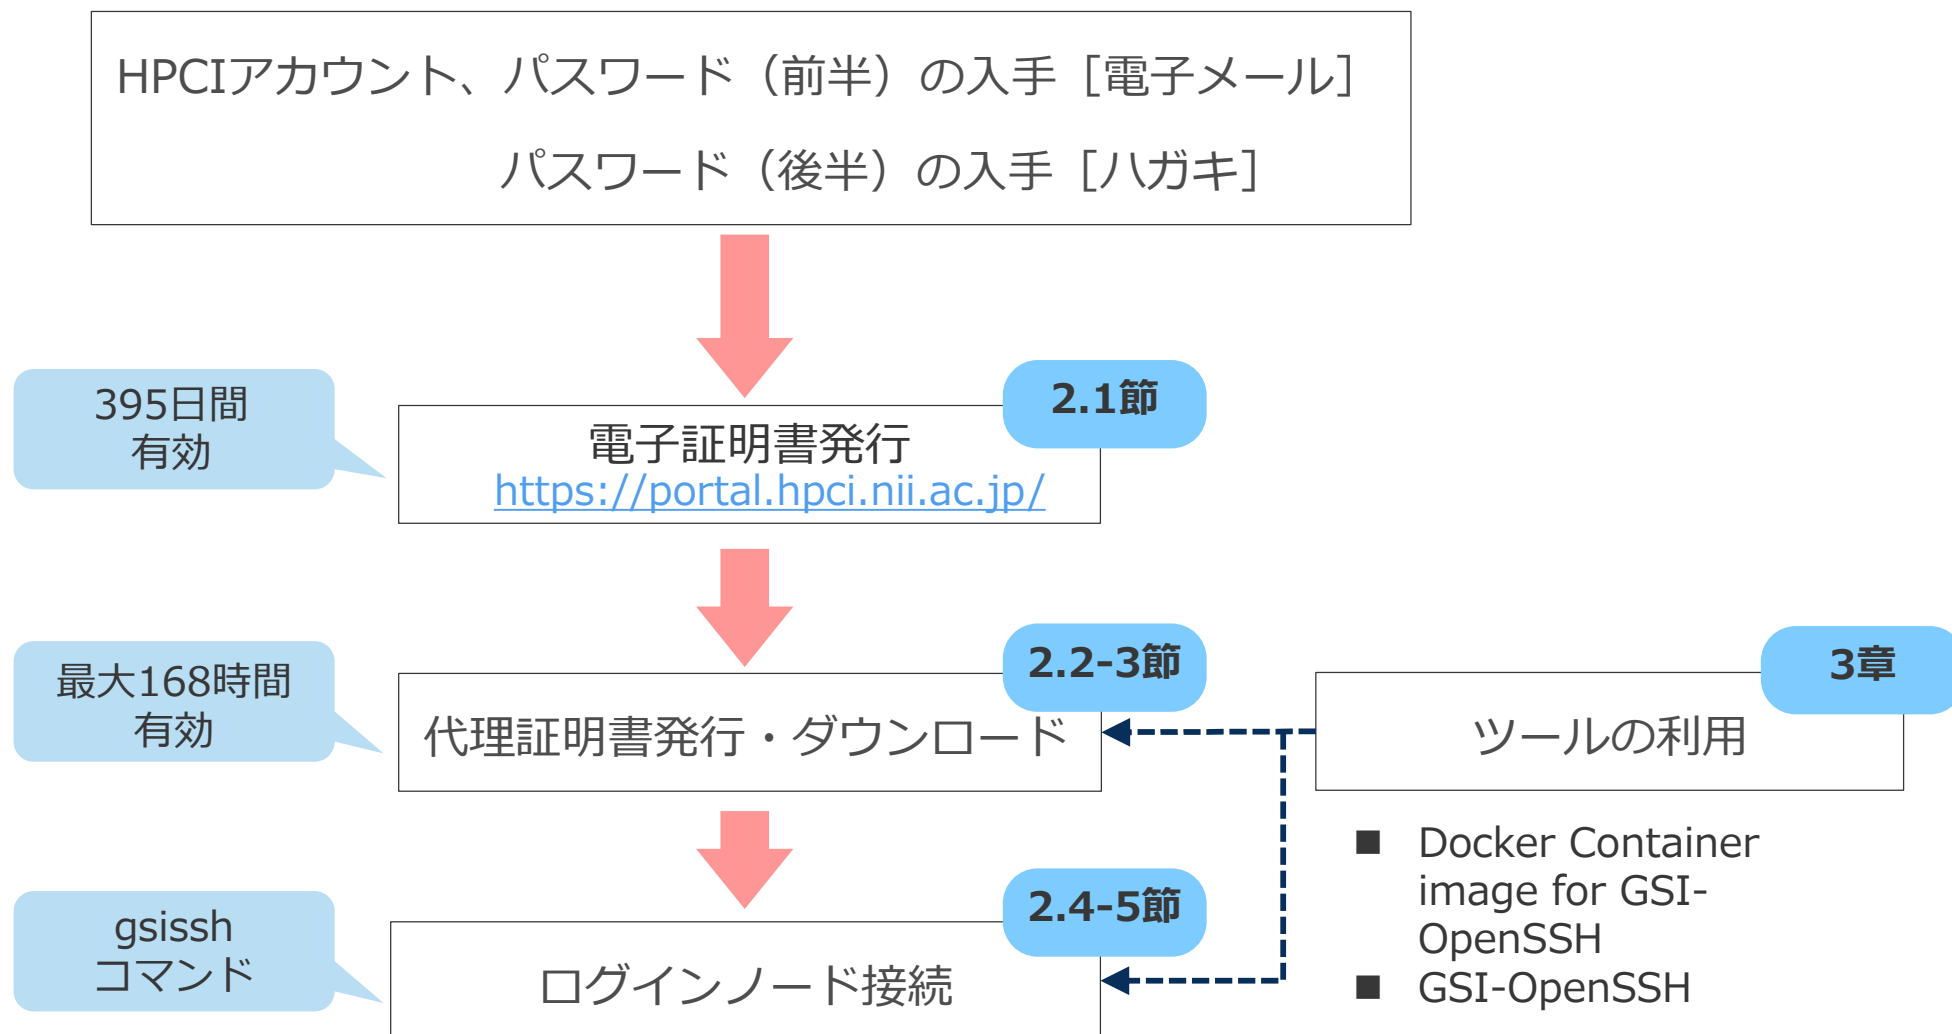 HPCIアカウント、パスワード（前半）の入手［電子メール］
パスワード（後半）の入手［ハガキ］
395日間
有効
2.1節
電子証明書発行
https://portal.hpci.nii.ac.jp/
最大168時間
有効
2.2-3節
代理証明書発行・ダウンロード
3章
ツールの利用
■ Docker Container
image for GSI-
OpenSSH
■ GSI-OpenSSH
gsissh
コマンド
2.4-5節
ログインノード接続